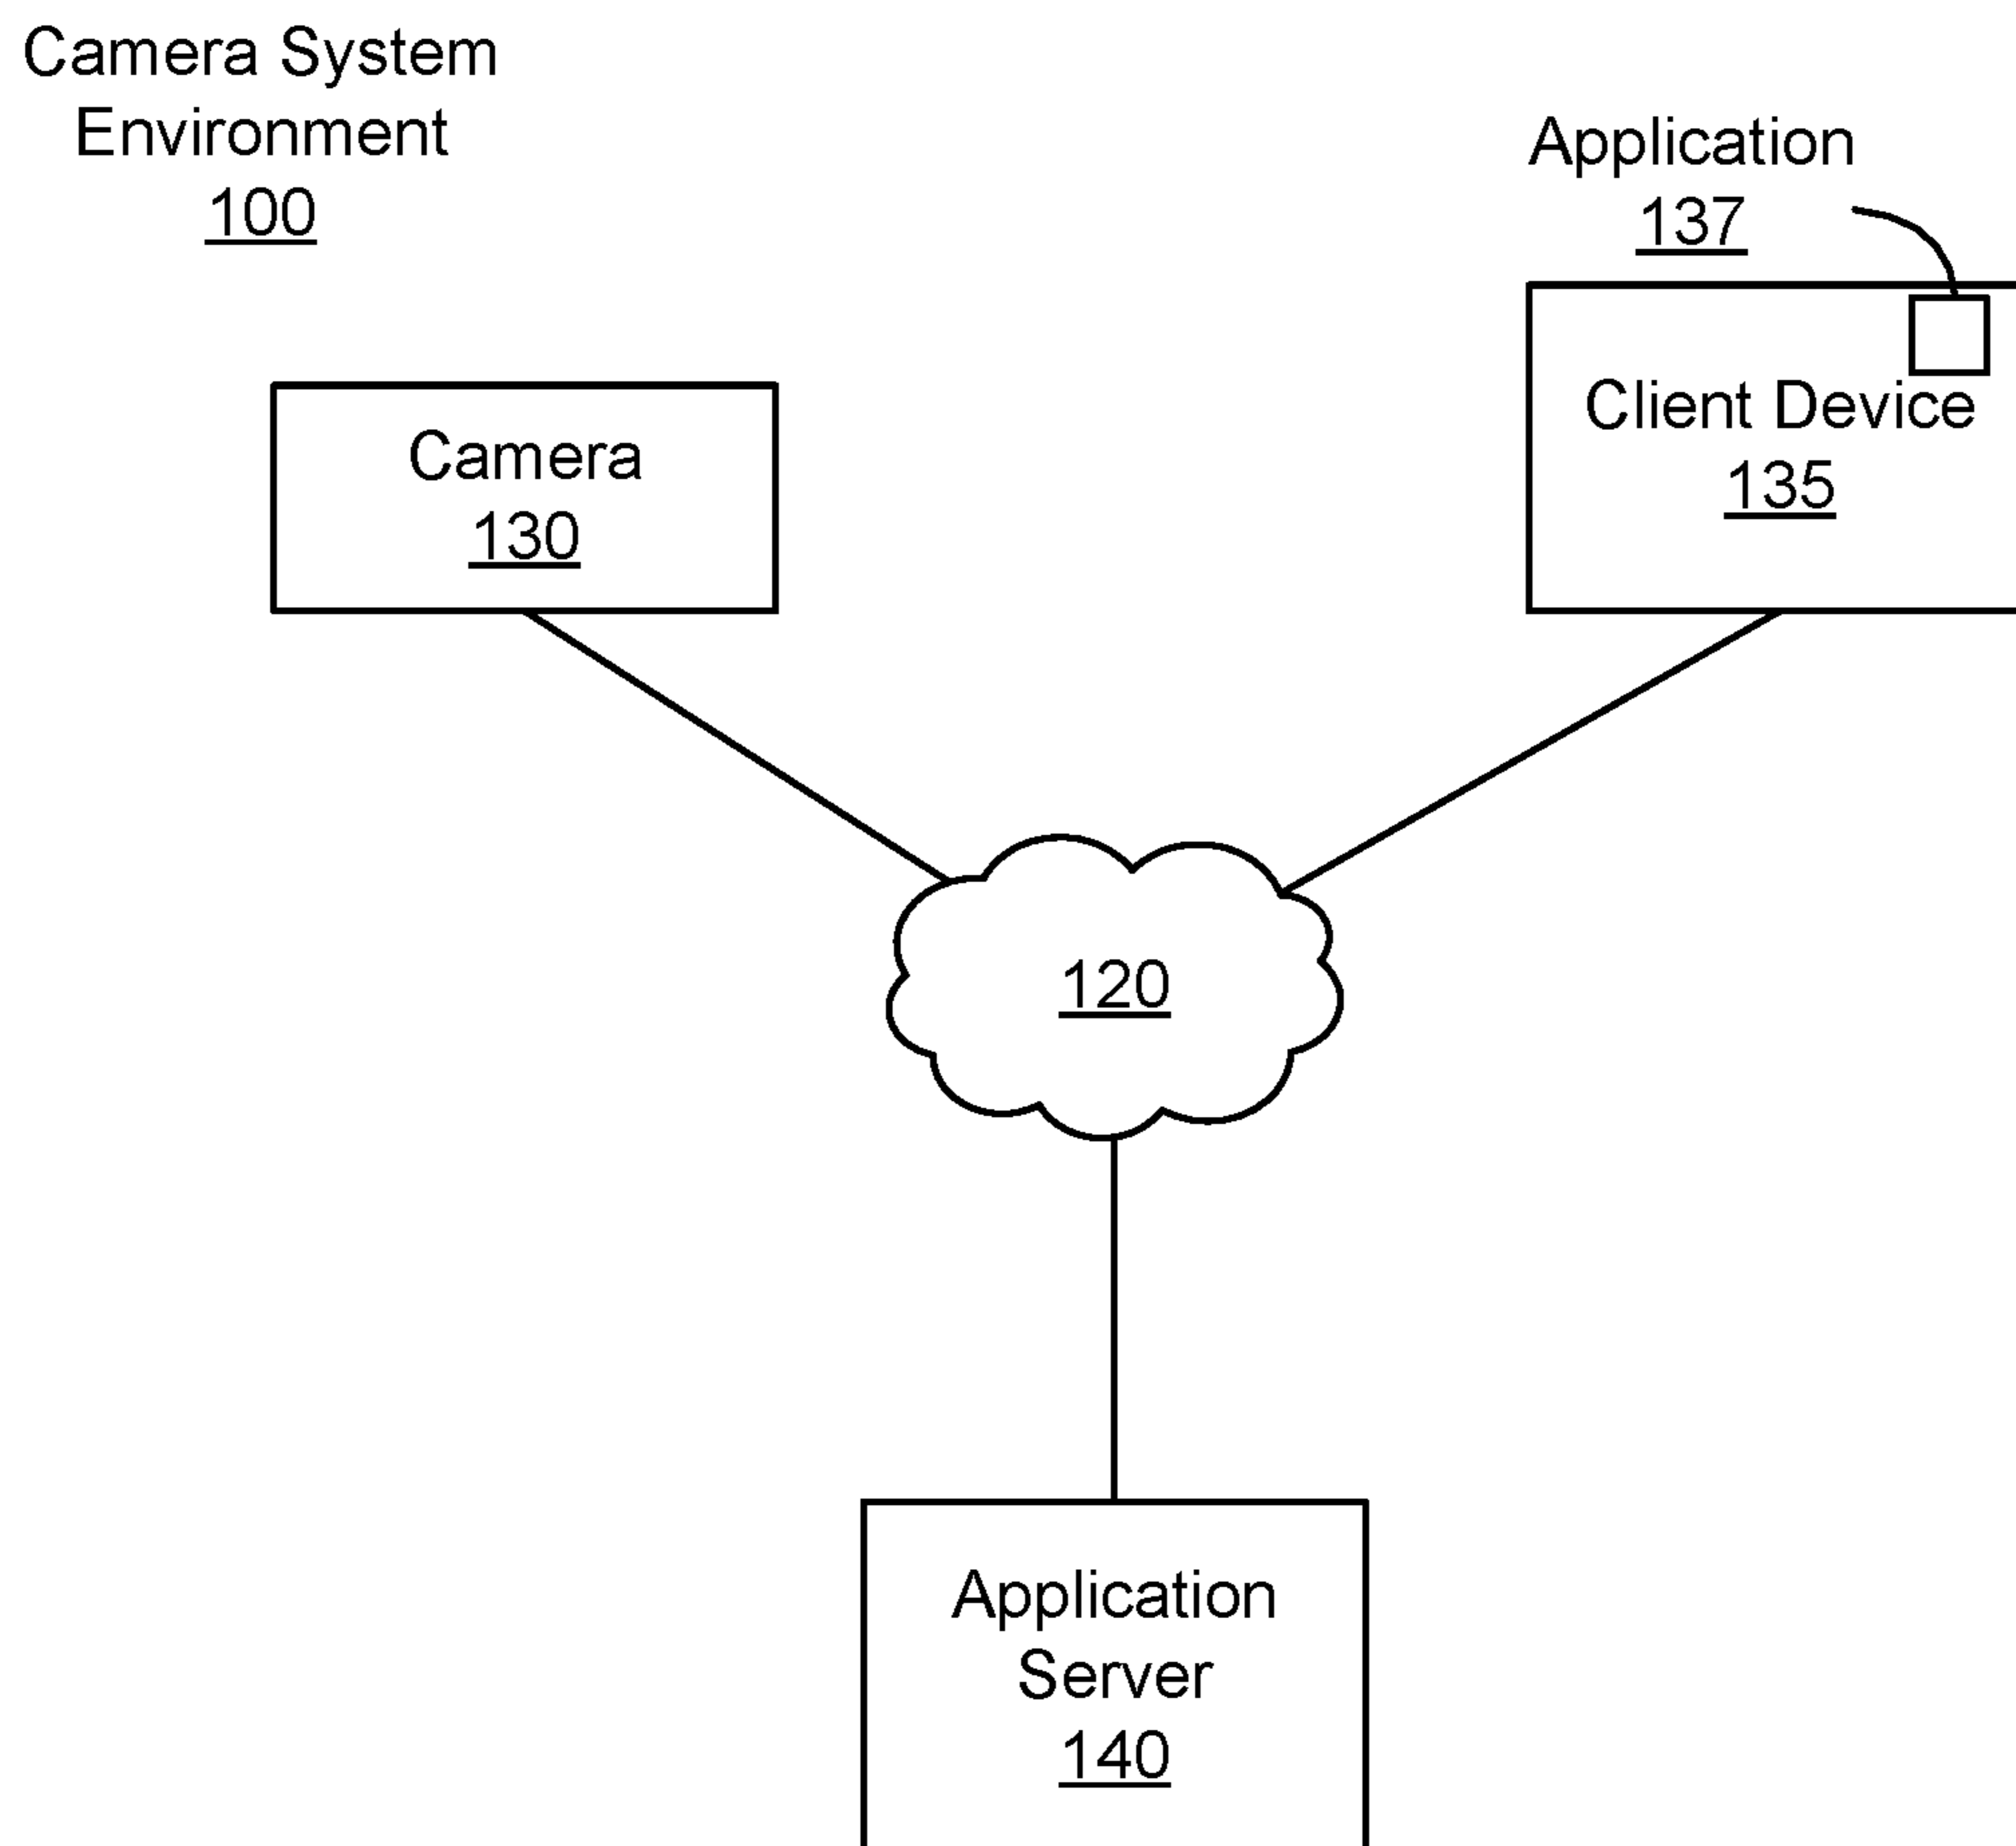 Camera System
Environment
100
Application
137
Client Device
135
Camera
130
120
Application
Server
140